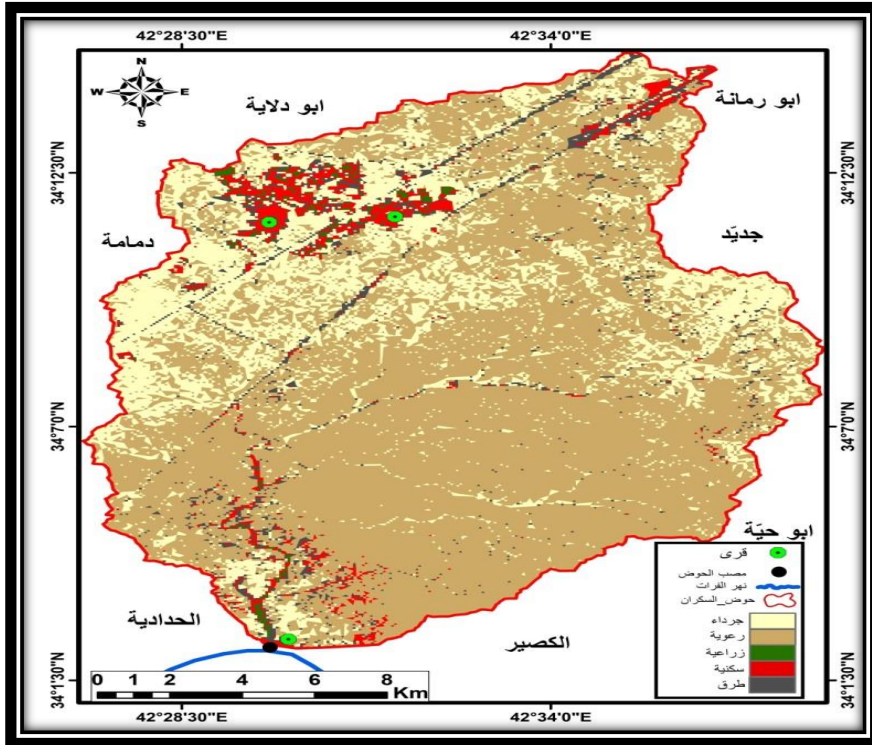 42°28'30"E 42°34'0"E
N
W E
S
ابو دلاية
ابو رمانة
34°12'30"N 34°12'30"N
دمامة
جديّد
34°7'0"N 34°7'0"N
ابو حيّة
قرى
مصب الحوض
نهر الفرات
حوض_السكران
جرداء
رعوية
زراعية
سكنية
طرق
الحدادية
الكصير
34°1'30"N 34°1'30"N
0 1 2 4 6 8
Km
42°28'30"E 42°34'0"E